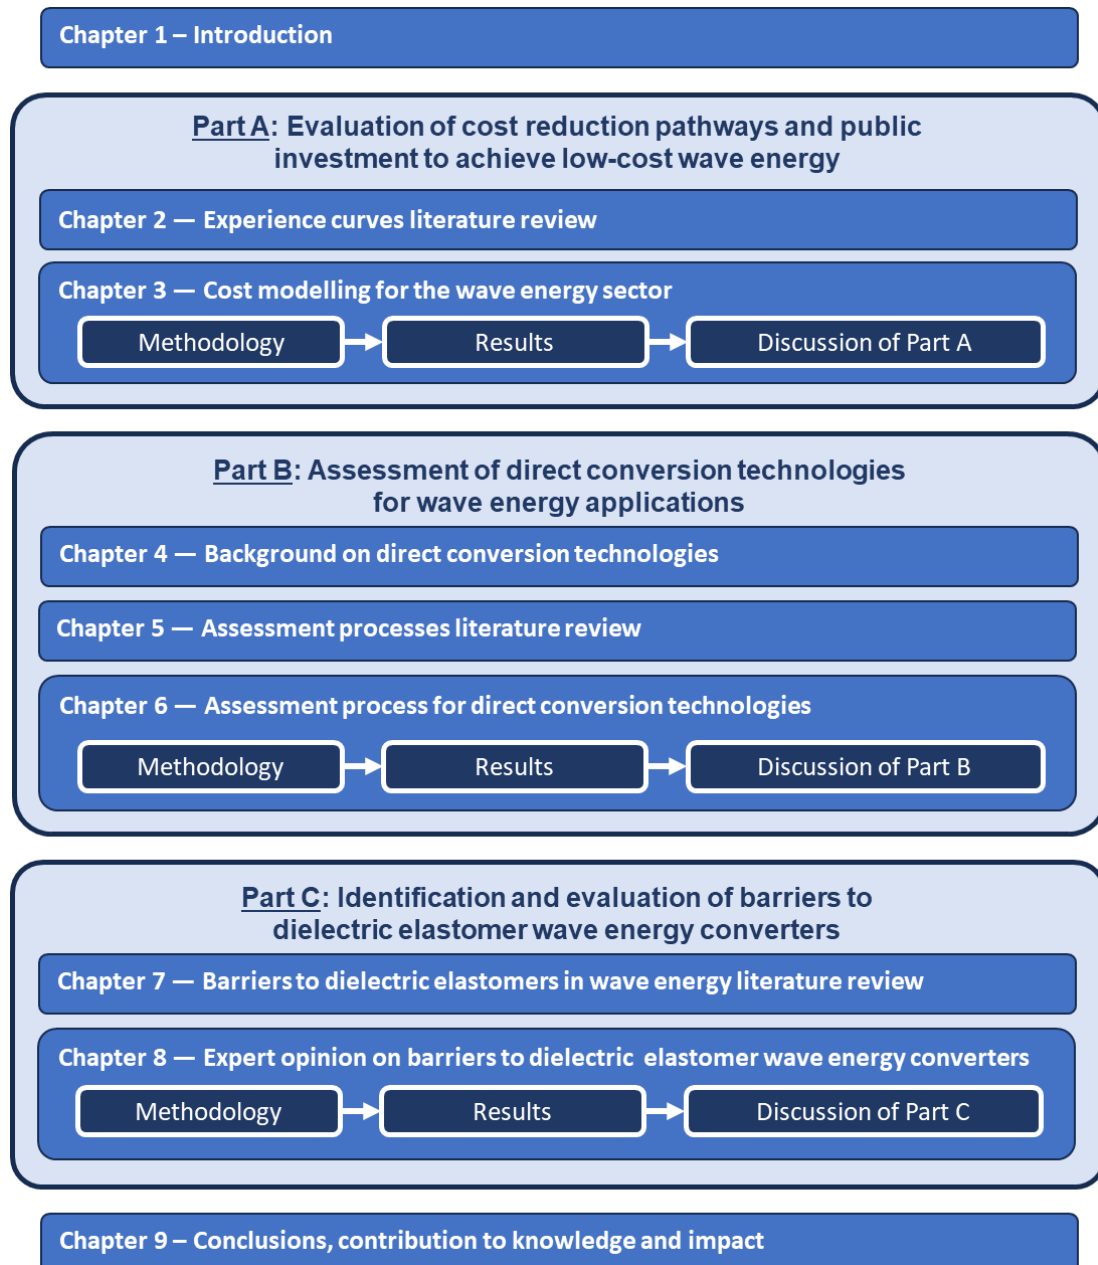 Chapter 1 – Introduction
Part A: Evaluation of cost reduction pathways and public
investment to achieve low-cost wave energy
Chapter 2 — Experience curves literature review
Chapter 3 — Cost modelling for the wave energy sector
Methodology
Results
Discussion of Part A
Part B: Assessment of direct conversion technologies
for wave energy applications
Chapter 4 — Background on direct conversion technologies
Chapter 5 — Assessment processes literature review
Chapter 6 — Assessment process for direct conversion technologies
Methodology
Results
Discussion of Part B
Part C: Identification and evaluation of barriers to
dielectric elastomer wave energy converters
Chapter 7 — Barriers to dielectric elastomers in wave energy literature review
Chapter 8 — Expert opinion on barriers to dielectric elastomer wave energy converters
Methodology
Results
Discussion of Part C
Chapter 9 – Conclusions, contribution to knowledge and impact